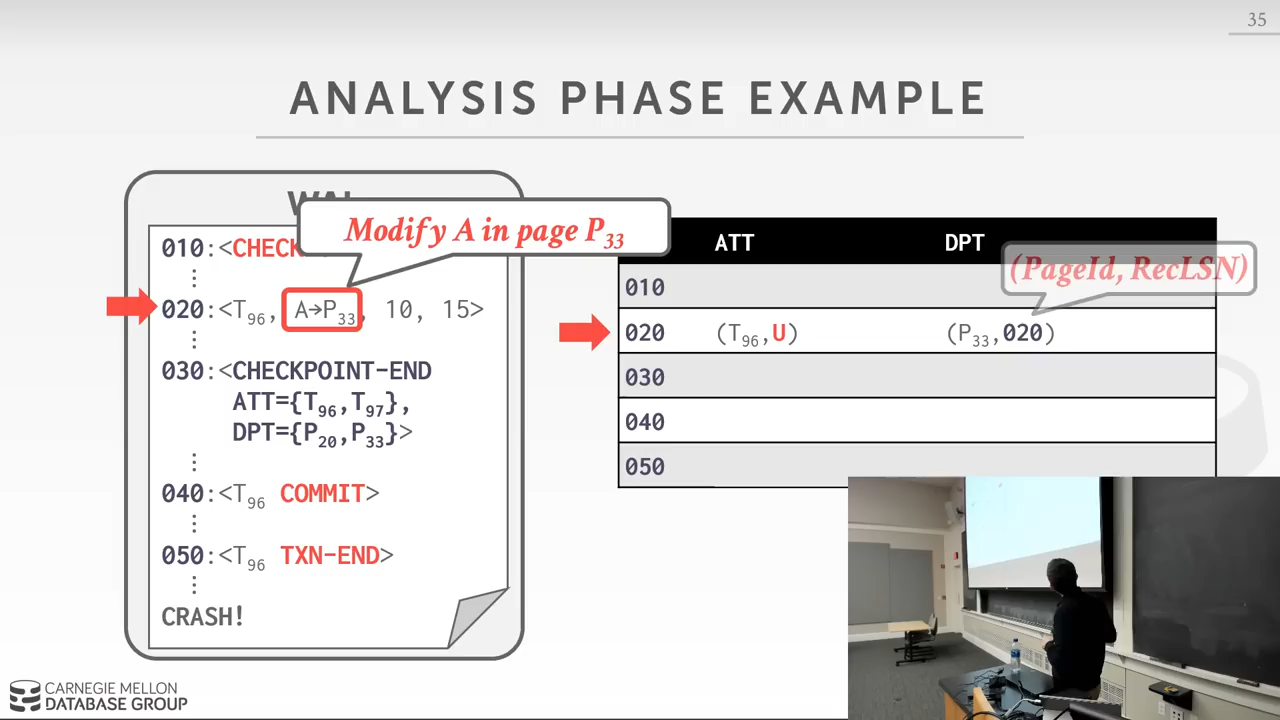 35
ANALYSIS PHASE EXAMPLE
Modify A in page P33
010:<CHECK
⋮
020:<T96, A→P33, 10, 15>
⋮
030:<CHECKPOINT-END
ATT={T96,T97},
DPT={P20,P33}>
⋮
040:<T96 COMMIT>
⋮
050:<T96 TXN-END>
⋮
CRASH!
ATT DPT
(PageId, RecLSN)
010
020 (T96,U) (P33,020)
030
040
050
CARNEGIE MELLON
DATABASE GROUP